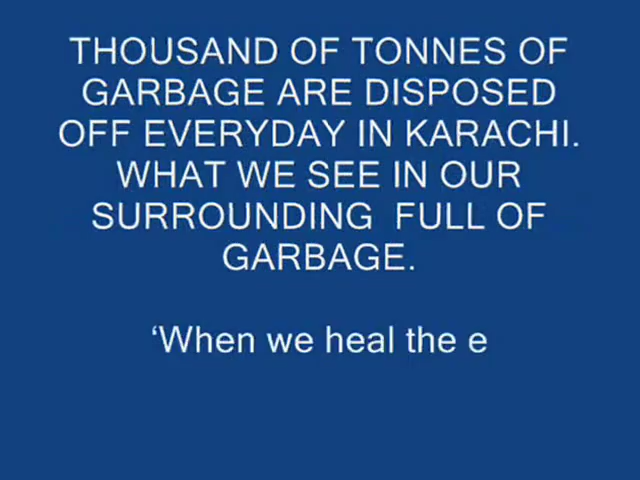 THOUSAND OF TONNES OF
GARBAGE ARE DISPOSED
OFF EVERYDAY IN KARACHI.
WHAT WE SEE IN OUR
SURROUNDING  FULL OF
GARBAGE.
‘When we heal the e